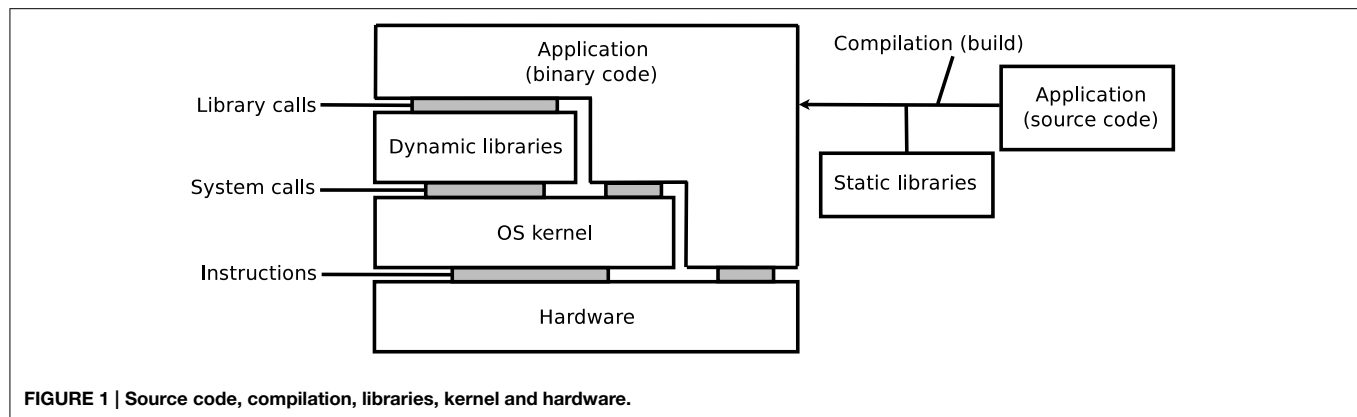 Application
(binary code)
Compilation (build)
Application
(source code)
Library calls
Dynamic libraries
Static libraries
System calls
OS kernel
Instructions
Hardware
FIGURE 1 | Source code, compilation, libraries, kernel and hardware.